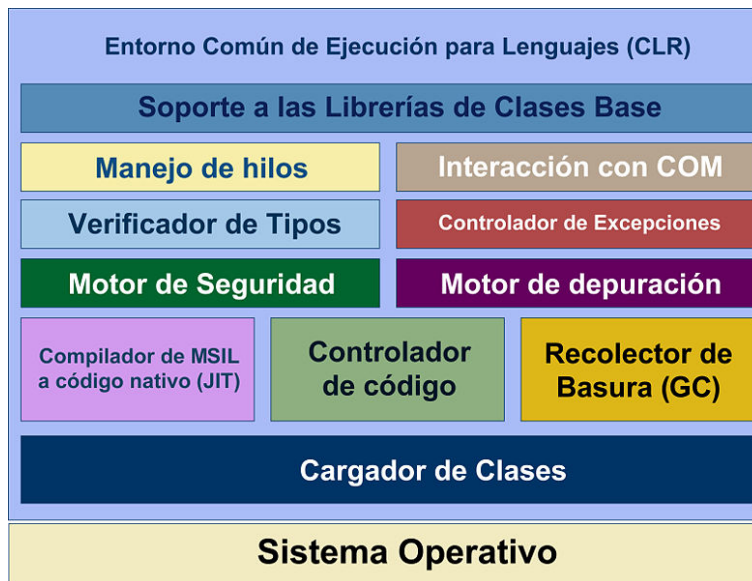 Entorno Común de Ejecución para Lenguajes (CLR)
Soporte a las Librerías de Clases Base
Manejo de hilos
Interacción con COM
Verificador de Tipos
Controlador de Excepciones
Motor de Seguridad
Motor de depuración
Compilador de MSIL
a código nativo (JIT)
Controlador
de código
Recolector de
Basura (GC)
Cargador de Clases
Sistema Operativo